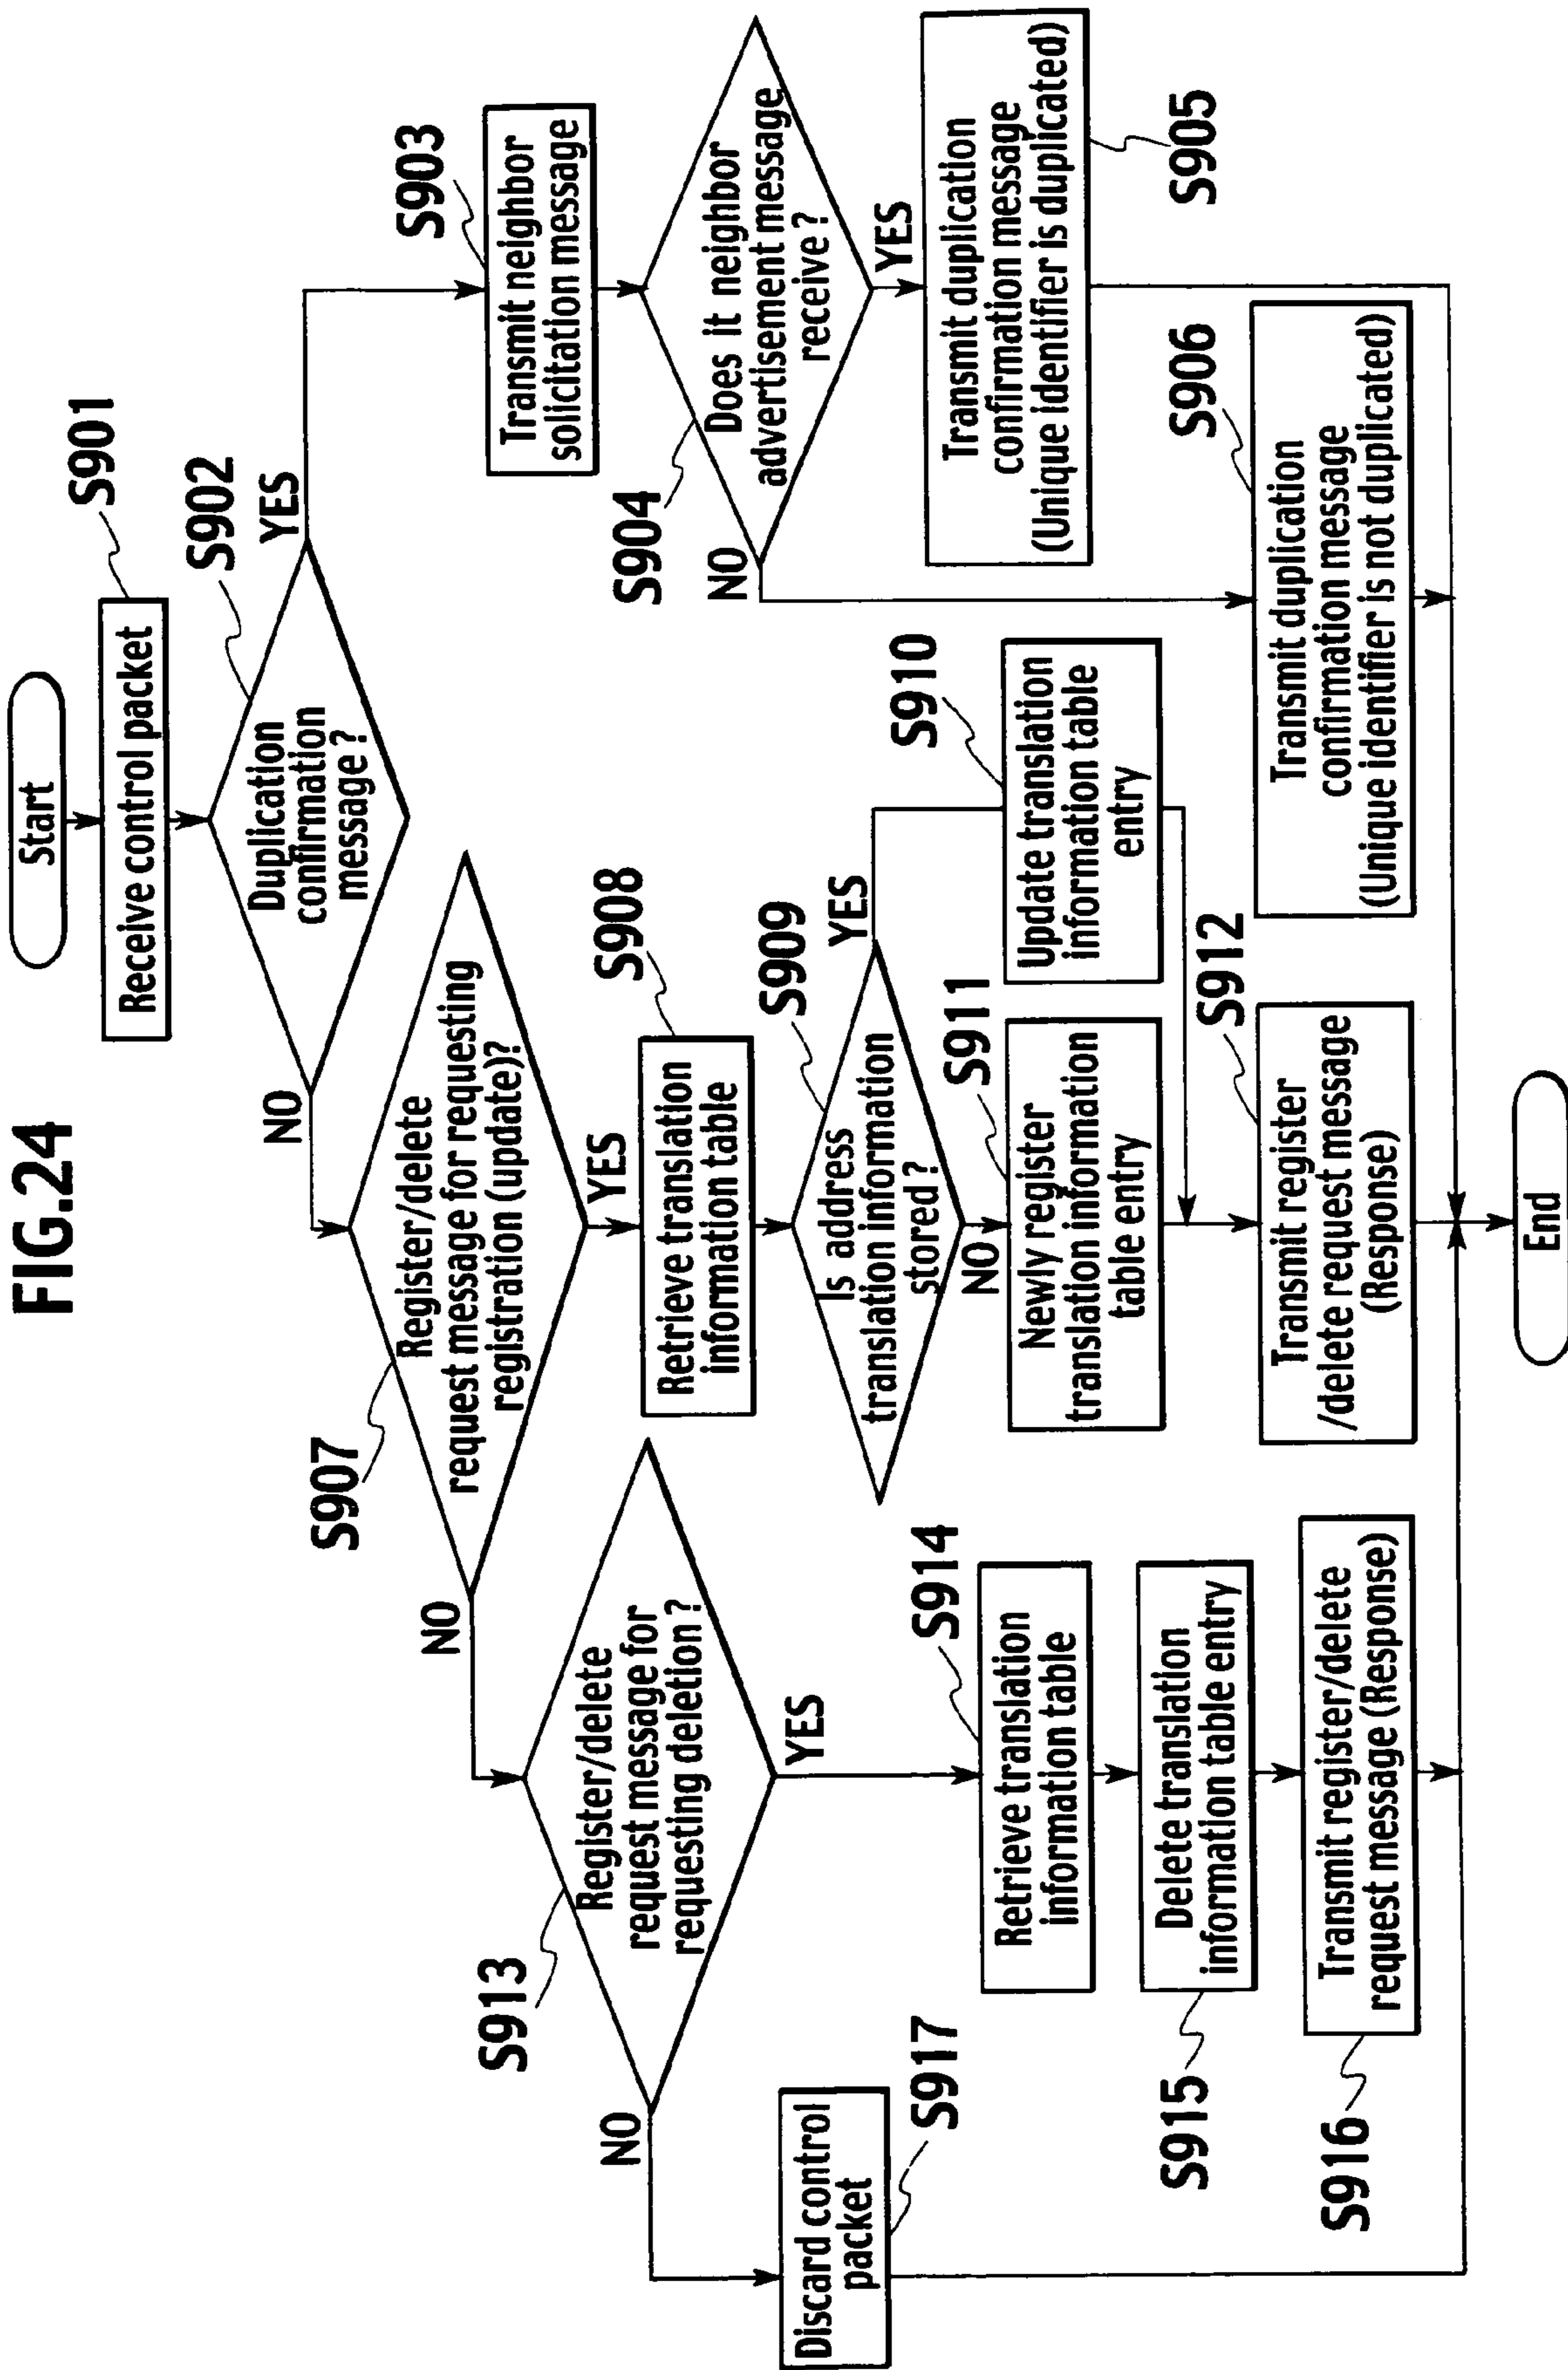 FIG.24
Start
Receive control packet
S901
Duplication
confirmation
message?
S902
YES
NO
Transmit neighbor
solicitation message
S903
Does it neighbor
advertisement message
receive?
S904
YES
NO
Transmit duplication
confirmation message
(Unique identifier is duplicated)
S905
Transmit duplication
confirmation message
(Unique identifier is not duplicated)
S906
Register/delete
request message for requesting
registration (update)?
S907
YES
NO
Retrieve translation
information table
S908
Is address
translation information
stored?
S909
YES
NO
Update translation
information table
entry
S910
Newly register
translation information
table entry
S911
Transmit register
/delete request message
(Response)
S912
Register/delete
request message for
requesting deletion?
S913
YES
NO
Retrieve translation
information table
S914
Delete translation
information table entry
S915
Transmit register/delete
request message (Response)
S916
Discard control
packet
S917
End